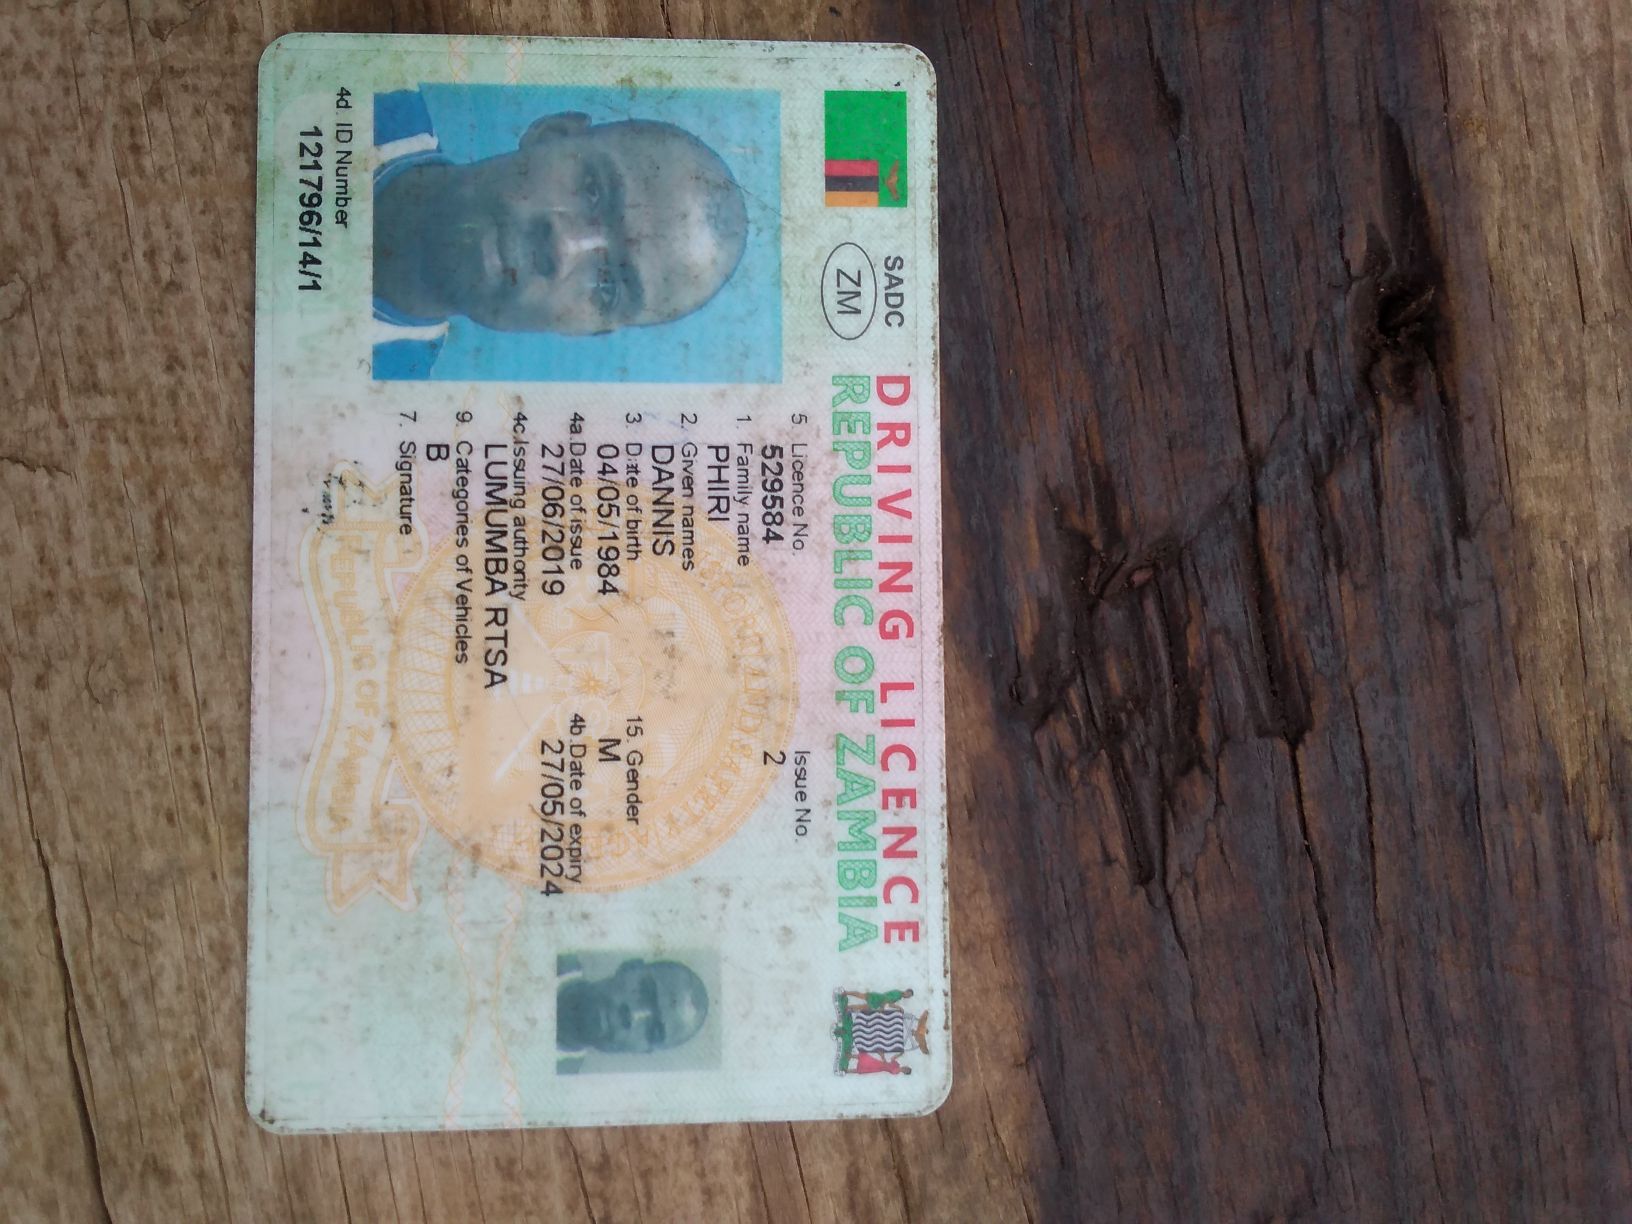 SADC DRIVING LICENCE
ZM REPUBLIC OF ZAMBIA
5. Licence No. Issue No.
529584 2
1. Family name
PHIRI
2. Given names
DANNIS
3. Date of birth 15. Gender
04/05/1984 M
4a.Date of issue 4b.Date of expiry
27/06/2019 27/05/2024
4c.Issuing authority
LUMUMBA RTSA
9. Categories of Vehicles
B
7. Signature
4d. ID Number
121796/14/1
REPUBLIC OF ZAMBIA